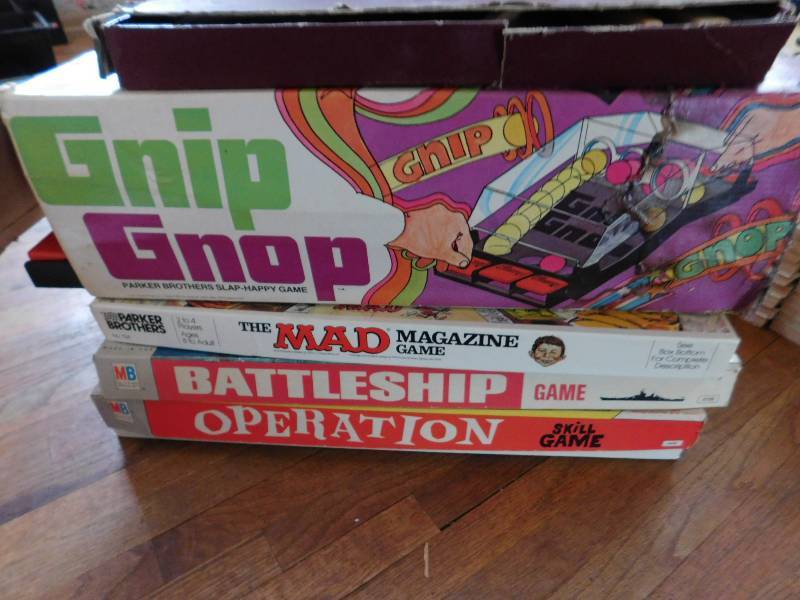 Gnip
Gnop
PARKER BROTHERS SLAP-HAPPY GAME
GNIP
GNOP
PARKER
BROTHERS
2 to 4
Players
Ages
8 to Adult
THE MAD MAGAZINE
GAME
See
Box Bottom
For Complete
Description
MB
BATTLESHIP GAME
MB
OPERATION SKILL
GAME